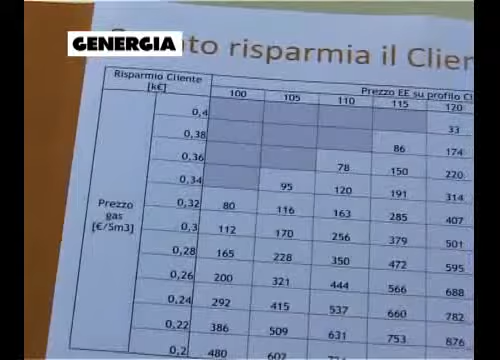 GENERGIA
to risparmia il Clien
Risparmio Cliente [k€] Prezzo EE su profilo Cl
100 105 110 115 120
0,4 33
0,38 86 174
0,36 78 150 220
0,34 95 120 191 314
Prezzo gas [€/Sm3]
0,32 80 116 163 285 407
0,3 112 170 256 379 501
0,28 165 228 350 472 595
0,26 200 321 444 566 688
0,24 292 415 537 660 782
0,22 386 509 631 753 876
0,2 480 602